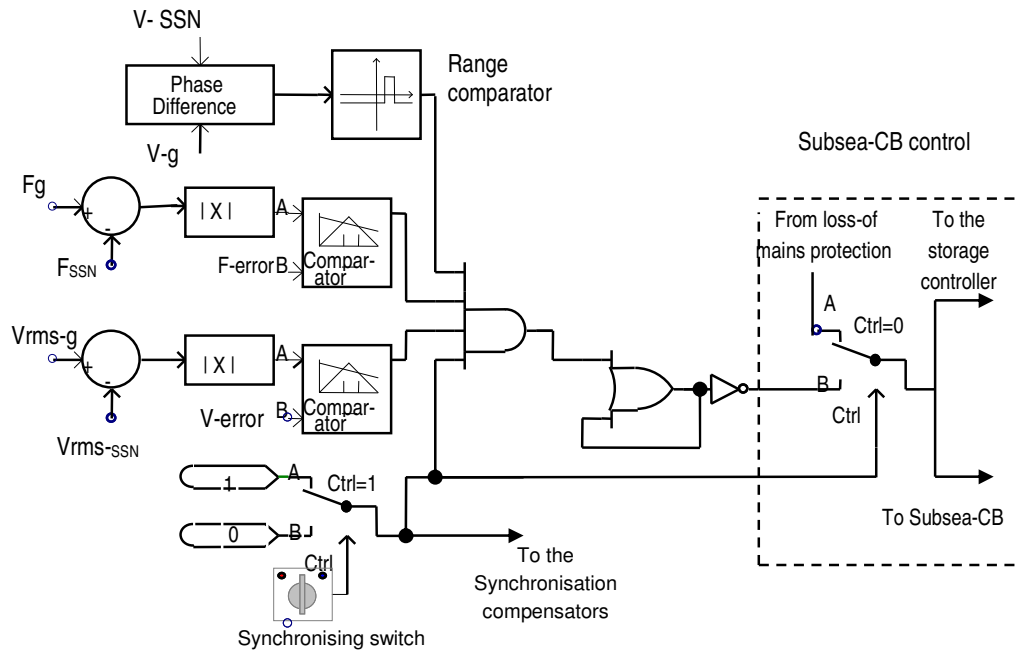 V- SSN
Phase
Difference
V-g
Range
comparator
Fg
+
-
FSSN
| X |
A
F-error
B
Compar-
ator
Vrms-g
+
-
Vrms-SSN
| X |
A
V-error
B
Compar-
ator
1
A
Ctrl=1
0
B
Ctrl
Synchronising switch
To the
Synchronisation
compensators
Subsea-CB control
From loss-of
mains protection
To the
storage
controller
A
Ctrl=0
B
Ctrl
To Subsea-CB